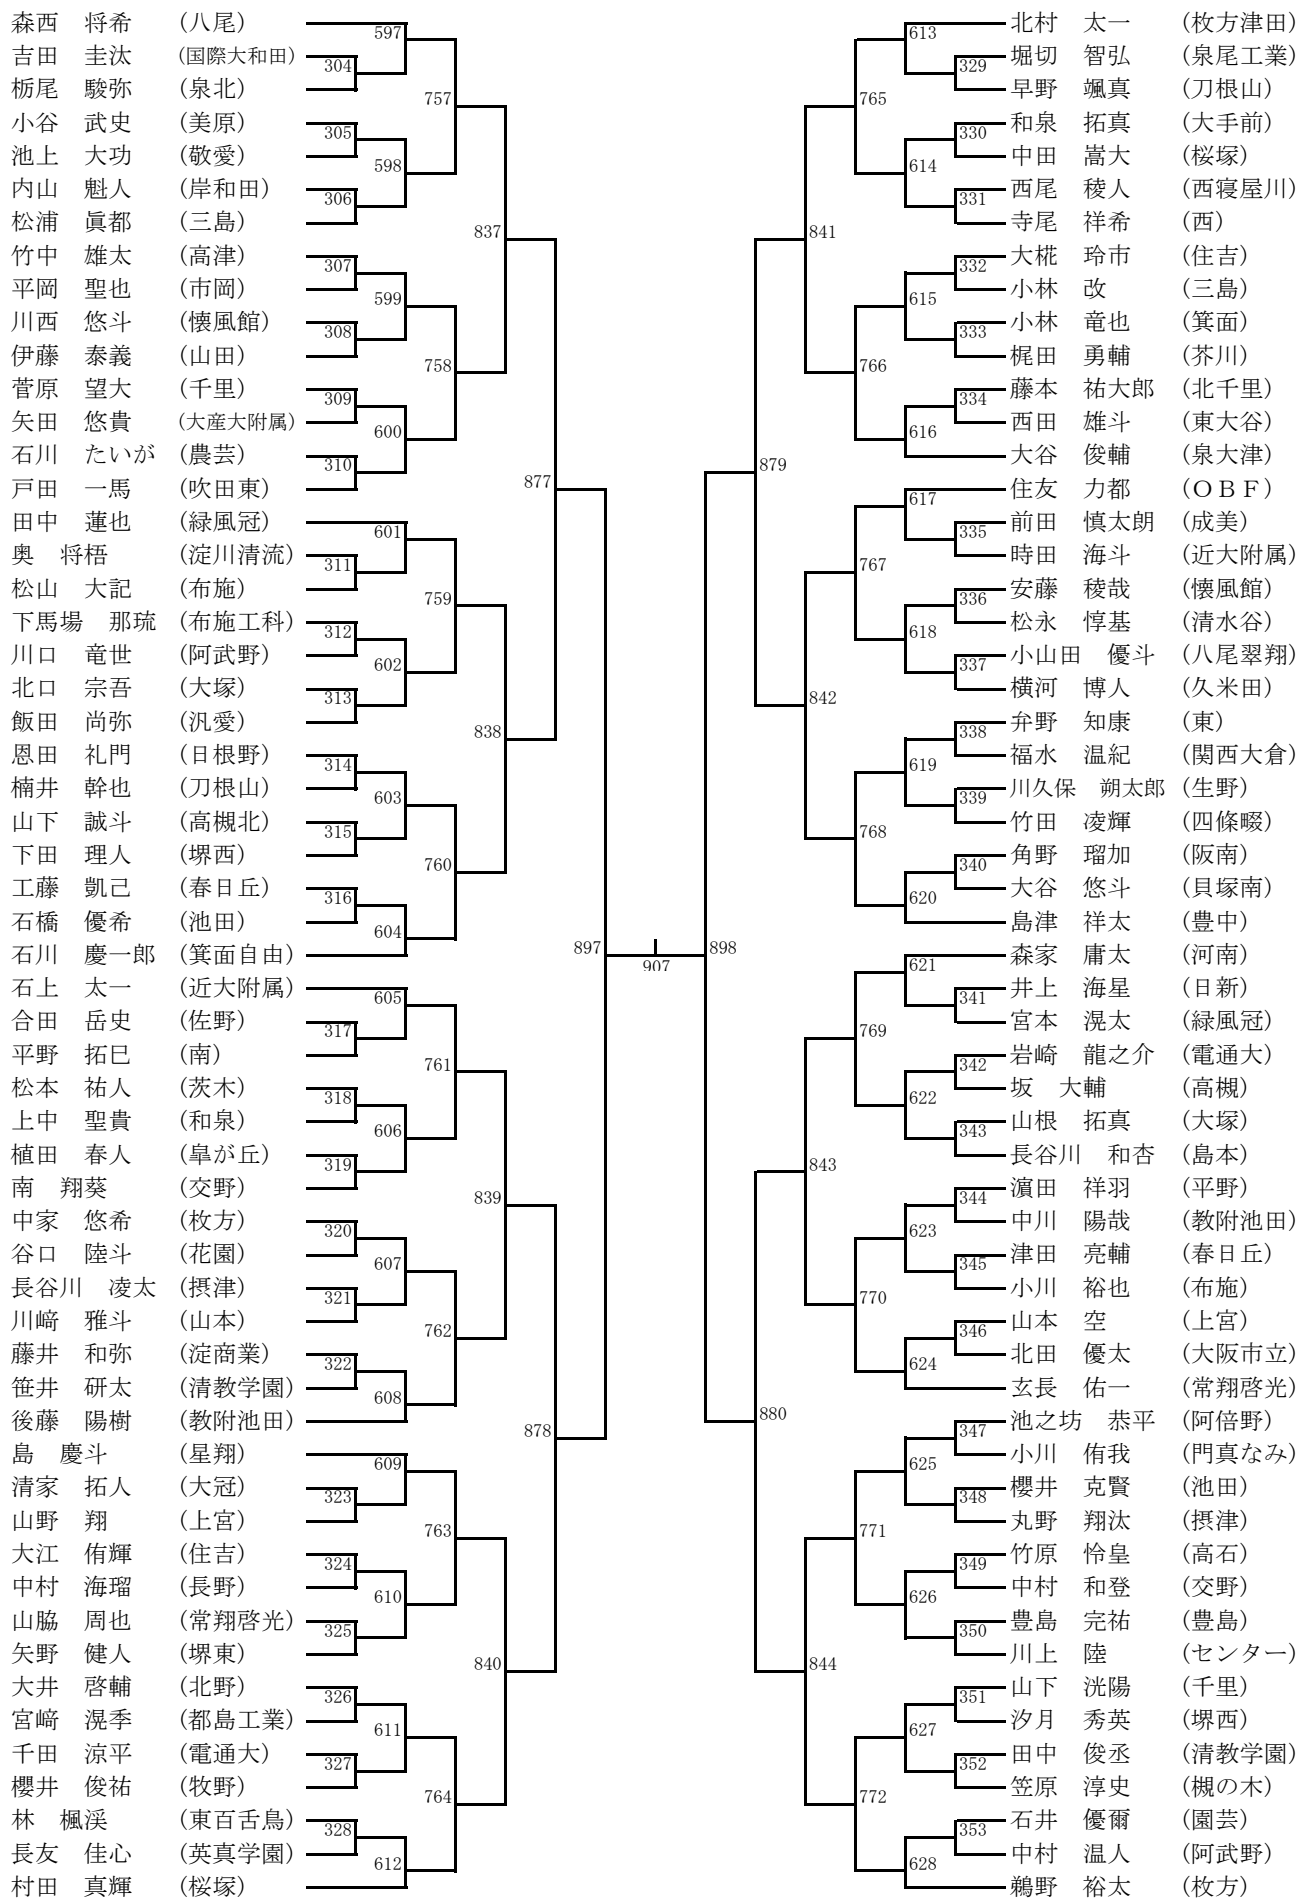 森西 将希 (八尾)
吉田 圭汰 (国際大和田)
栃尾 駿弥 (泉北)
小谷 武史 (美原)
池上 大功 (敬愛)
内山 魁人 (岸和田)
松浦 眞都 (三島)
竹中 雄太 (高津)
平岡 聖也 (市岡)
川西 悠斗 (懐風館)
伊藤 泰義 (山田)
菅原 望大 (千里)
矢田 悠貴 (大産大附属)
石川 たいが (農芸)
戸田 一馬 (吹田東)
田中 蓮也 (緑風冠)
奥 将梧 (淀川清流)
松山 大記 (布施)
下馬場 那琉 (布施工科)
川口 竜世 (阿武野)
北口 宗吾 (大塚)
飯田 尚弥 (汎愛)
恩田 礼門 (日根野)
楠井 幹也 (刀根山)
山下 誠斗 (高槻北)
下田 理人 (堺西)
工藤 凱己 (春日丘)
石橋 優希 (池田)
石川 慶一郎 (箕面自由)
石上 太一 (近大附属)
合田 岳史 (佐野)
平野 拓巳 (南)
松本 祐人 (茨木)
上中 聖貴 (和泉)
植田 春人 (皐が丘)
南 翔葵 (交野)
中家 悠希 (枚方)
谷口 陸斗 (花園)
長谷川 凌太 (摂津)
川﨑 雅斗 (山本)
藤井 和弥 (淀商業)
笹井 研太 (清教学園)
後藤 陽樹 (教附池田)
島 慶斗 (星翔)
清家 拓人 (大冠)
山野 翔 (上宮)
大江 侑輝 (住吉)
中村 海瑠 (長野)
山脇 周也 (常翔啓光)
矢野 健人 (堺東)
大井 啓輔 (北野)
宮﨑 滉季 (都島工業)
千田 涼平 (電通大)
櫻井 俊祐 (牧野)
林 楓渓 (東百舌鳥)
長友 佳心 (英真学園)
村田 真輝 (桜塚)
597
304
305
598
306
307
599
308
309
600
310
601
311
312
602
313
314
603
315
316
604
605
317
318
606
319
320
607
321
322
608
609
323
324
610
325
326
611
327
328
612
757
758
759
760
761
762
763
764
837
838
839
840
877
878
897
907
898
879
880
841
842
843
844
765
766
767
768
769
770
771
772
613
329
330
614
331
332
615
333
334
616
617
335
336
618
337
338
619
339
340
620
621
341
342
622
343
344
623
345
346
624
347
625
348
349
626
350
351
627
352
353
628
北村 太一 (枚方津田)
堀切 智弘 (泉尾工業)
早野 颯真 (刀根山)
和泉 拓真 (大手前)
中田 嵩大 (桜塚)
西尾 稜人 (西寝屋川)
寺尾 祥希 (西)
大椛 玲市 (住吉)
小林 改 (三島)
小林 竜也 (箕面)
梶田 勇輔 (芥川)
藤本 祐大郎 (北千里)
西田 雄斗 (東大谷)
大谷 俊輔 (泉大津)
住友 力都 (ＯＢＦ)
前田 慎太朗 (成美)
時田 海斗 (近大附属)
安藤 稜哉 (懐風館)
松永 惇基 (清水谷)
小山田 優斗 (八尾翠翔)
横河 博人 (久米田)
弁野 知康 (東)
福水 温紀 (関西大倉)
川久保 朔太郎 (生野)
竹田 凌輝 (四條畷)
角野 瑠加 (阪南)
大谷 悠斗 (貝塚南)
島津 祥太 (豊中)
森家 庸太 (河南)
井上 海星 (日新)
宮本 滉太 (緑風冠)
岩崎 龍之介 (電通大)
坂 大輔 (高槻)
山根 拓真 (大塚)
長谷川 和杏 (島本)
濵田 祥羽 (平野)
中川 陽哉 (教附池田)
津田 亮輔 (春日丘)
小川 裕也 (布施)
山本 空 (上宮)
北田 優太 (大阪市立)
玄長 佑一 (常翔啓光)
池之坊 恭平 (阿倍野)
小川 侑我 (門真なみ)
櫻井 克賢 (池田)
丸野 翔汰 (摂津)
竹原 怜皇 (高石)
中村 和登 (交野)
豊島 完祐 (豊島)
川上 陸 (センター)
山下 洸陽 (千里)
汐月 秀英 (堺西)
田中 俊丞 (清教学園)
笠原 淳史 (槻の木)
石井 優爾 (園芸)
中村 温人 (阿武野)
鵜野 裕太 (枚方)